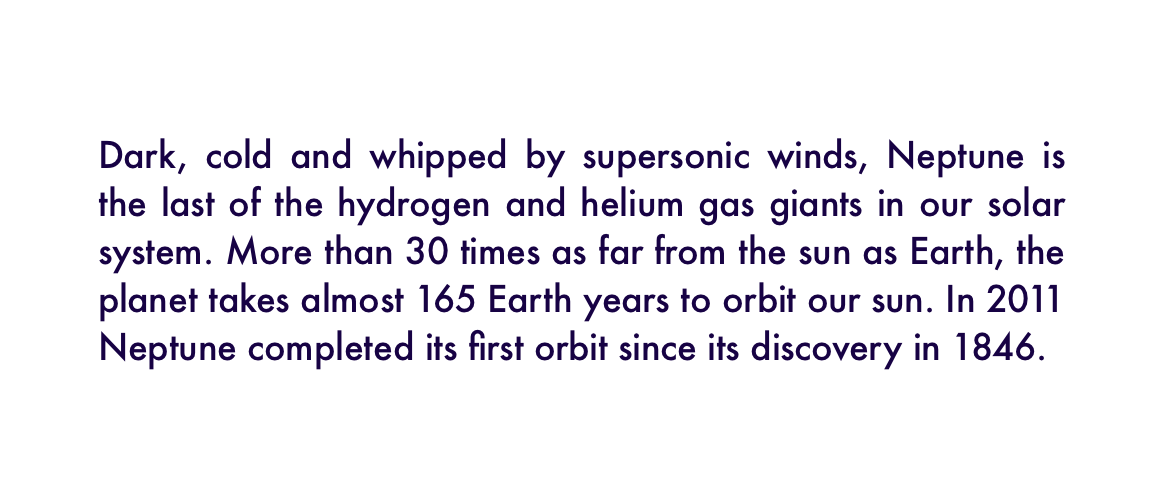 Dark, cold and whipped by supersonic winds, Neptune is
the last of the hydrogen and helium gas giants in our solar
system. More than 30 times as far from the sun as Earth, the
planet takes almost 165 Earth years to orbit our sun. In 2011
Neptune completed its first orbit since its discovery in 1846.